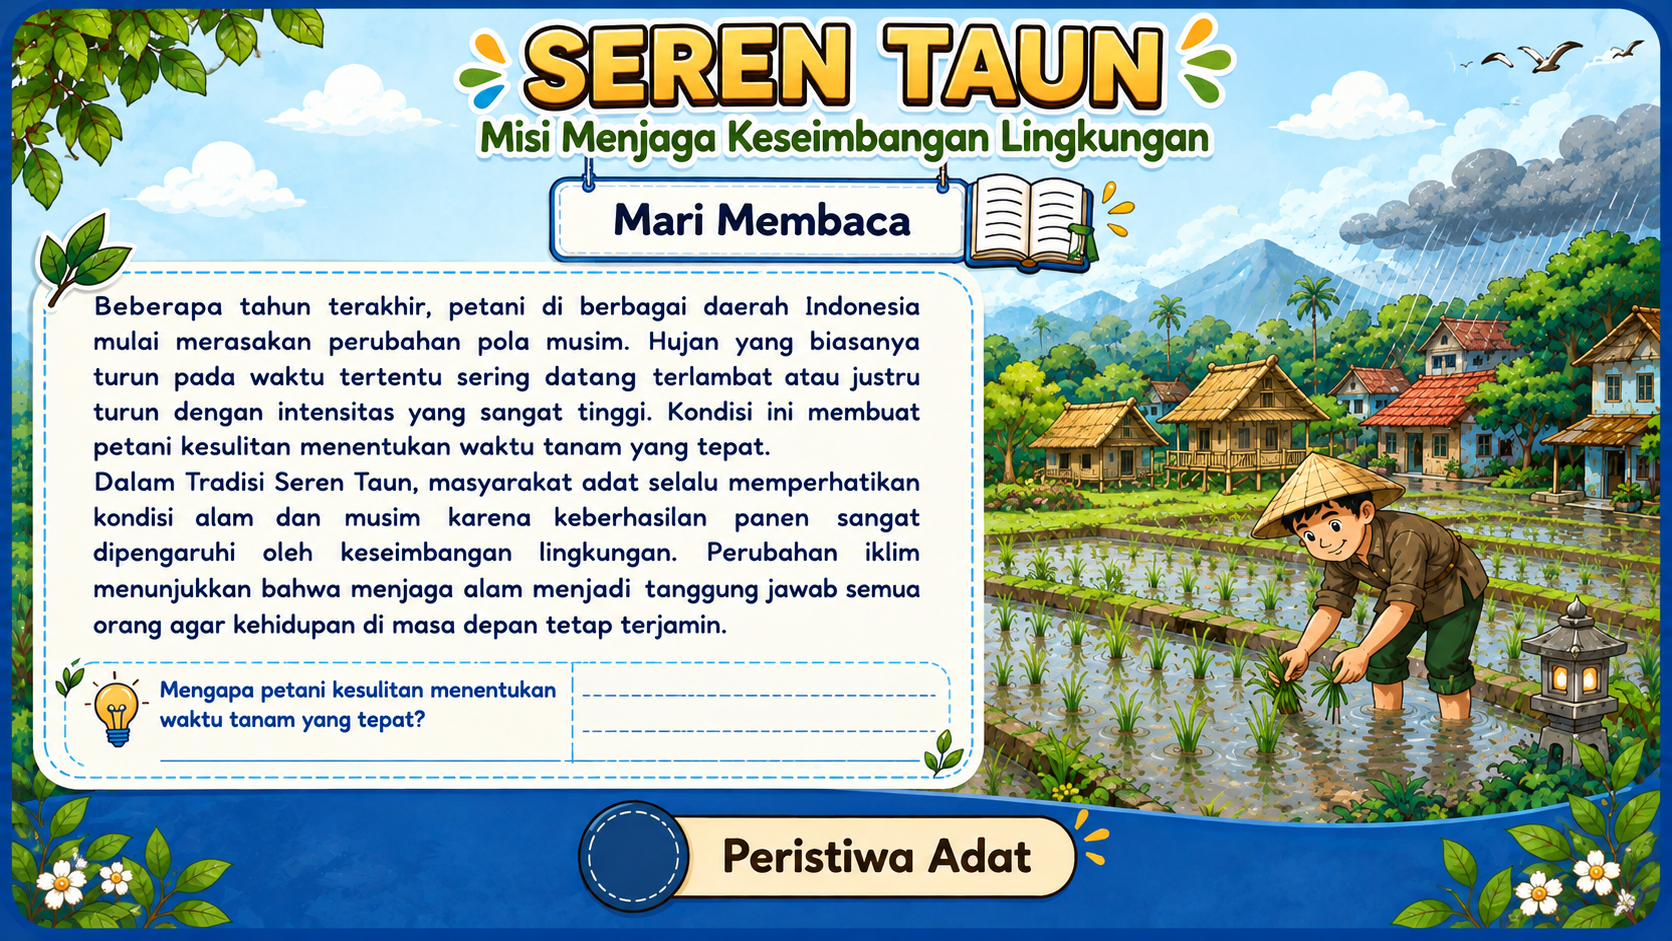 SEREN TAUN
Misi Menjaga Keseimbangan Lingkungan
Mari Membaca
Beberapa tahun terakhir, petani di berbagai daerah Indonesia
mulai merasakan perubahan pola musim. Hujan yang biasanya
turun pada waktu tertentu sering datang terlambat atau justru
turun dengan intensitas yang sangat tinggi. Kondisi ini membuat
petani kesulitan menentukan waktu tanam yang tepat.
Dalam Tradisi Seren Taun, masyarakat adat selalu memperhatikan
kondisi alam dan musim karena keberhasilan panen sangat
dipengaruhi oleh keseimbangan lingkungan. Perubahan iklim
menunjukkan bahwa menjaga alam menjadi tanggung jawab semua
orang agar kehidupan di masa depan tetap terjamin.
Mengapa petani kesulitan menentukan
waktu tanam yang tepat?
Peristiwa Adat